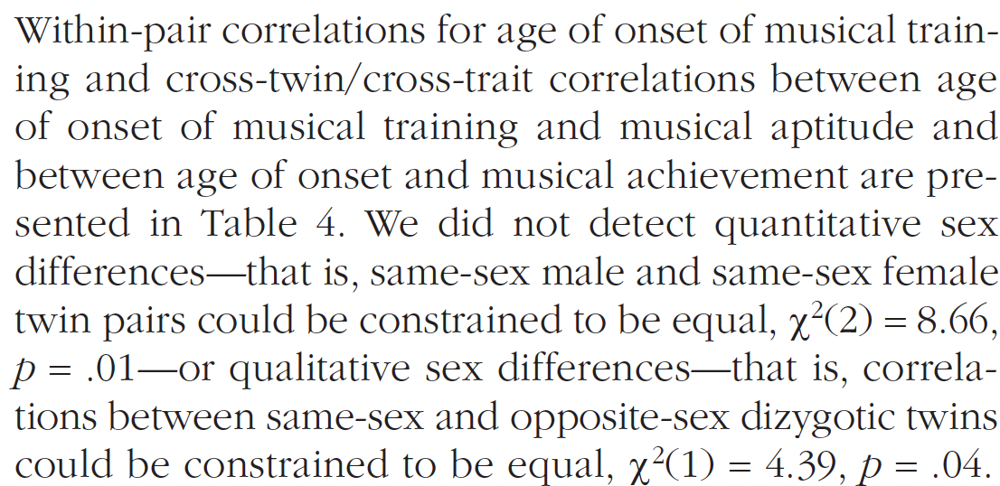 Within-pair correlations for age of onset of musical train-
ing and cross-twin/cross-trait correlations between age
of onset of musical training and musical aptitude and
between age of onset and musical achievement are pre-
sented in Table 4. We did not detect quantitative sex
differences—that is, same-sex male and same-sex female
twin pairs could be constrained to be equal, χ²(2) = 8.66,
p = .01—or qualitative sex differences—that is, correla-
tions between same-sex and opposite-sex dizygotic twins
could be constrained to be equal, χ²(1) = 4.39, p = .04.